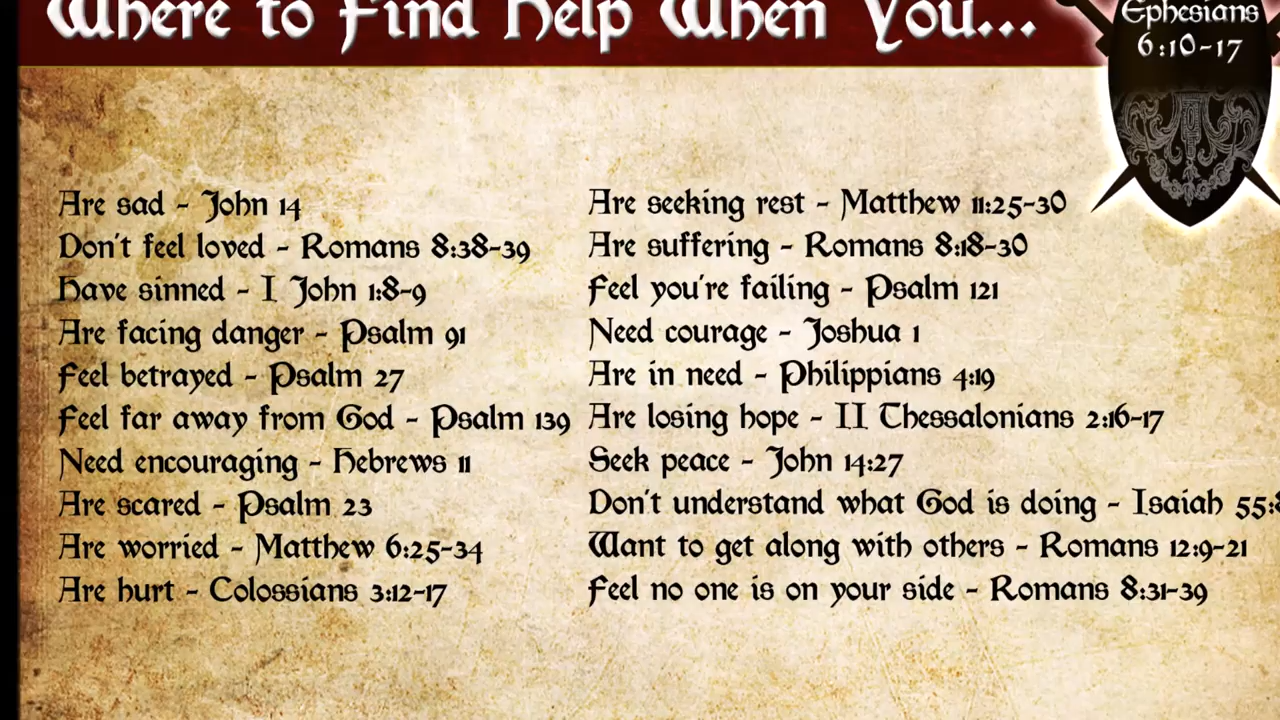 Where to Find Help When You...
Ephesians
6:10-17
Are sad - John 14
Don't feel loved - Romans 8:38-39
Have sinned - I John 1:8-9
Are facing danger - Psalm 91
Feel betrayed - Psalm 27
Feel far away from God - Psalm 139
Need encouraging - Hebrews 11
Are scared - Psalm 23
Are worried - Matthew 6:25-34
Are hurt - Colossians 3:12-17
Are seeking rest - Matthew 11:25-30
Are suffering - Romans 8:18-30
Feel you're failing - Psalm 121
Need courage - Joshua 1
Are in need - Philippians 4:19
Are losing hope - II Thessalonians 2:16-17
Seek peace - John 14:27
Don't understand what God is doing - Isaiah 55:
Want to get along with others - Romans 12:9-21
Feel no one is on your side - Romans 8:31-39